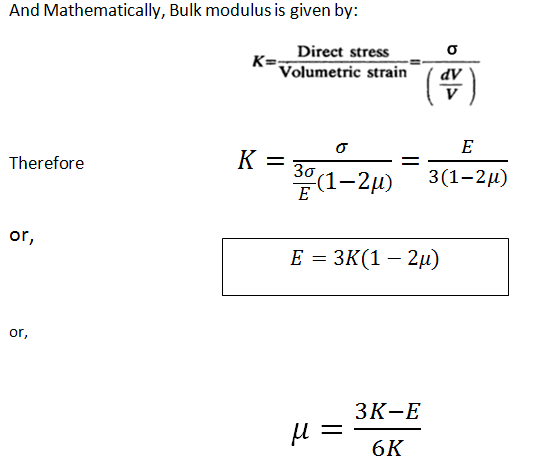 And Mathematically, Bulk modulus is given by:
K=Direct stress/Volumetric strain=σ/(dV/V)
Therefore K = σ/(3σ/E(1−2μ)) = E/(3(1−2μ))
or,
E = 3K(1 − 2μ)
or,
μ = (3K−E)/(6K)